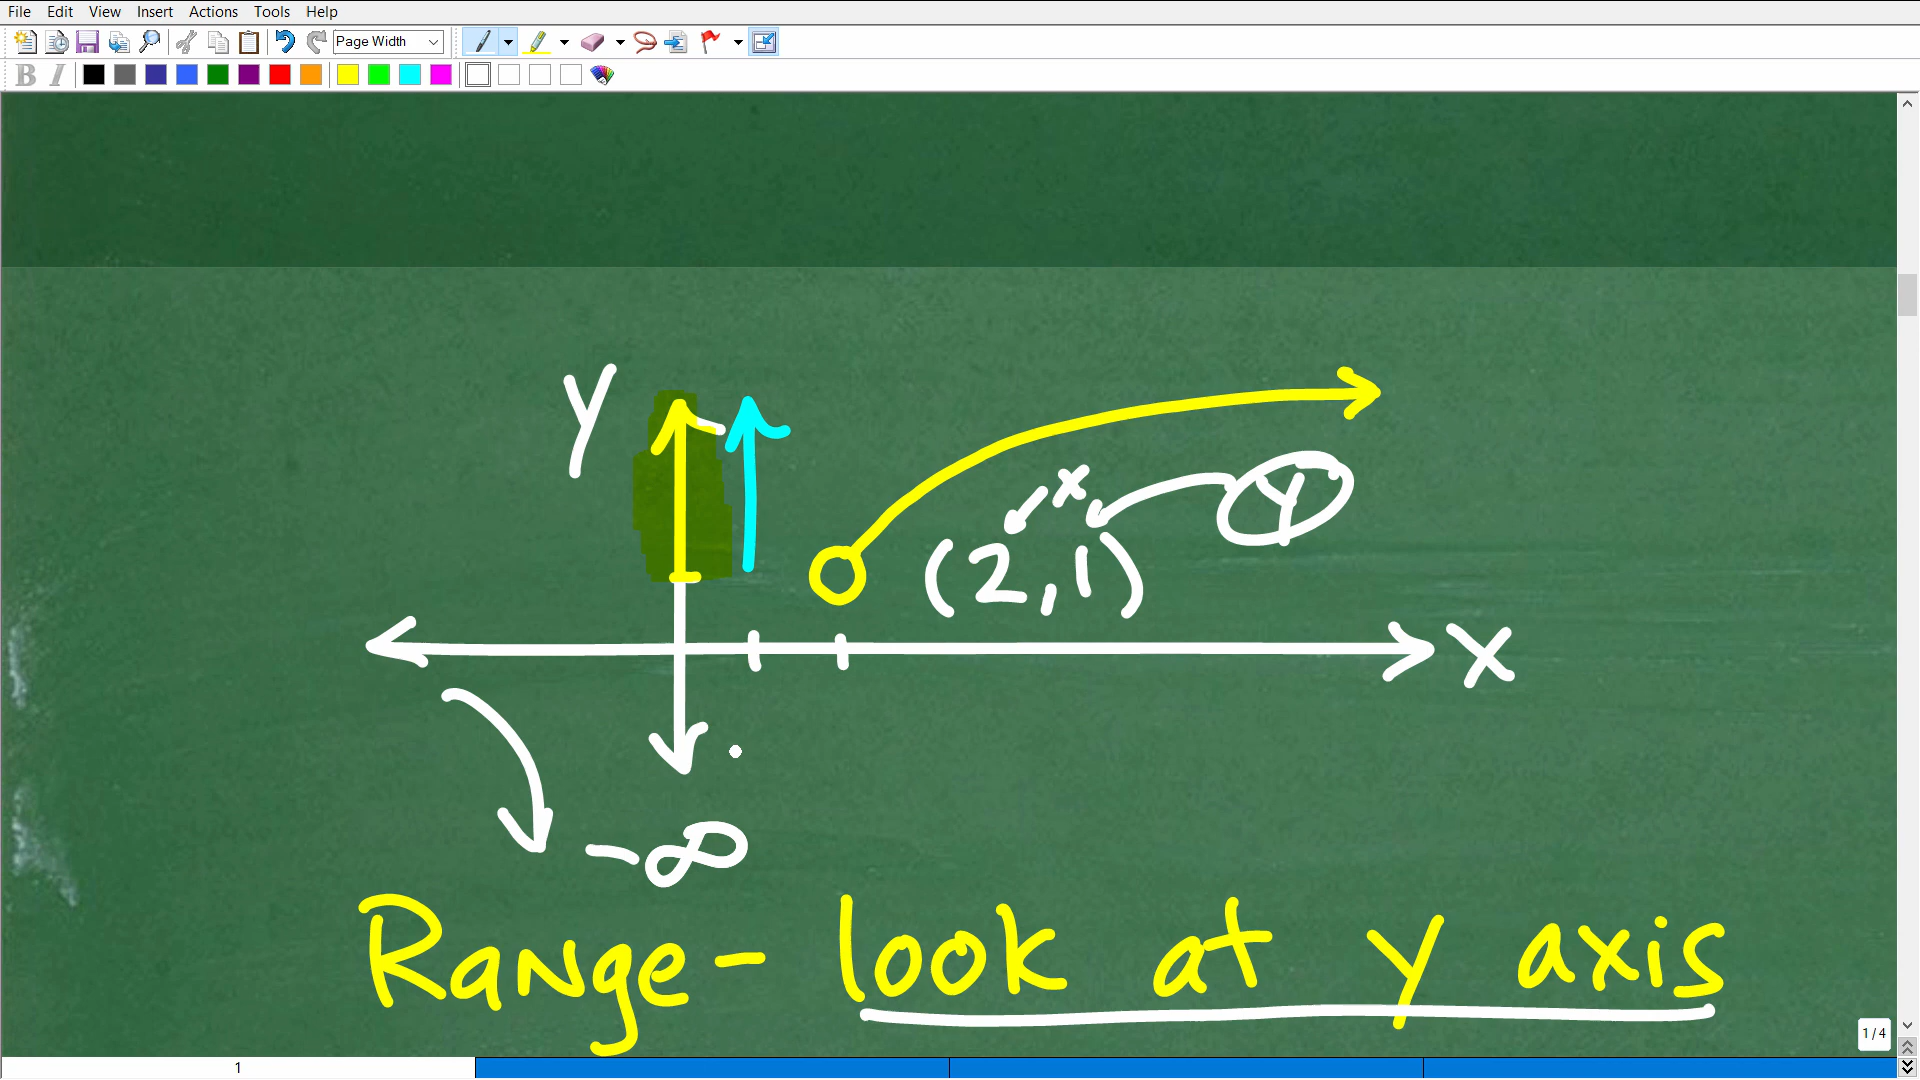 File Edit View Insert Actions Tools Help
Page Width
B I
y
x
Y
(2,1)
x
-∞
Range- look at y axis
1 / 4
1